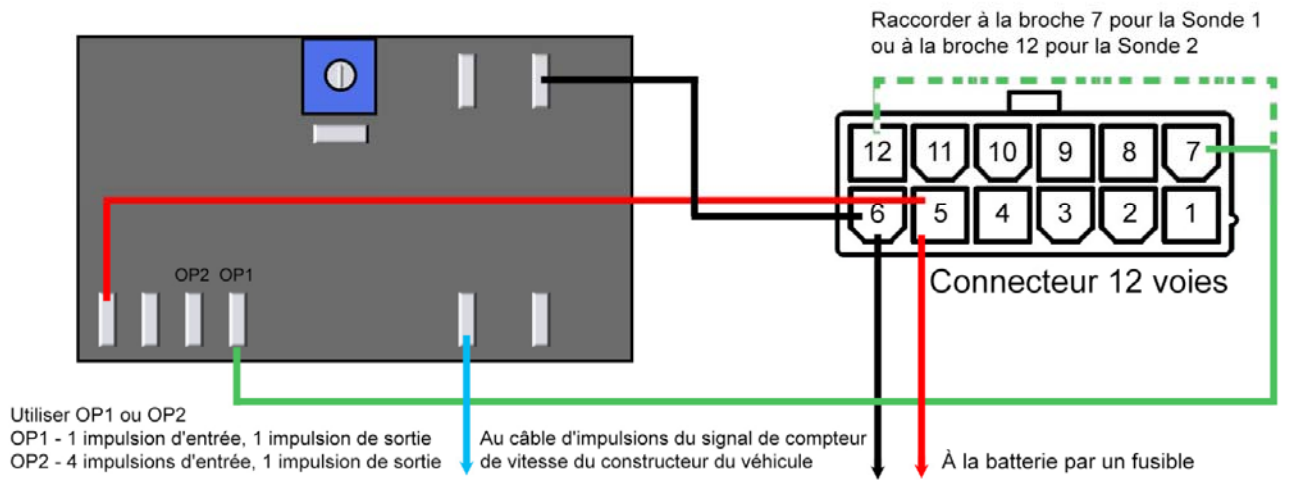 Raccorder à la broche 7 pour la Sonde 1
ou à la broche 12 pour la Sonde 2
12 11 10 9 8 7
6 5 4 3 2 1
Connecteur 12 voies
OP2 OP1
Utiliser OP1 ou OP2
OP1 - 1 impulsion d'entrée, 1 impulsion de sortie
OP2 - 4 impulsions d'entrée, 1 impulsion de sortie
Au câble d'impulsions du signal de compteur
de vitesse du constructeur du véhicule
À la batterie par un fusible